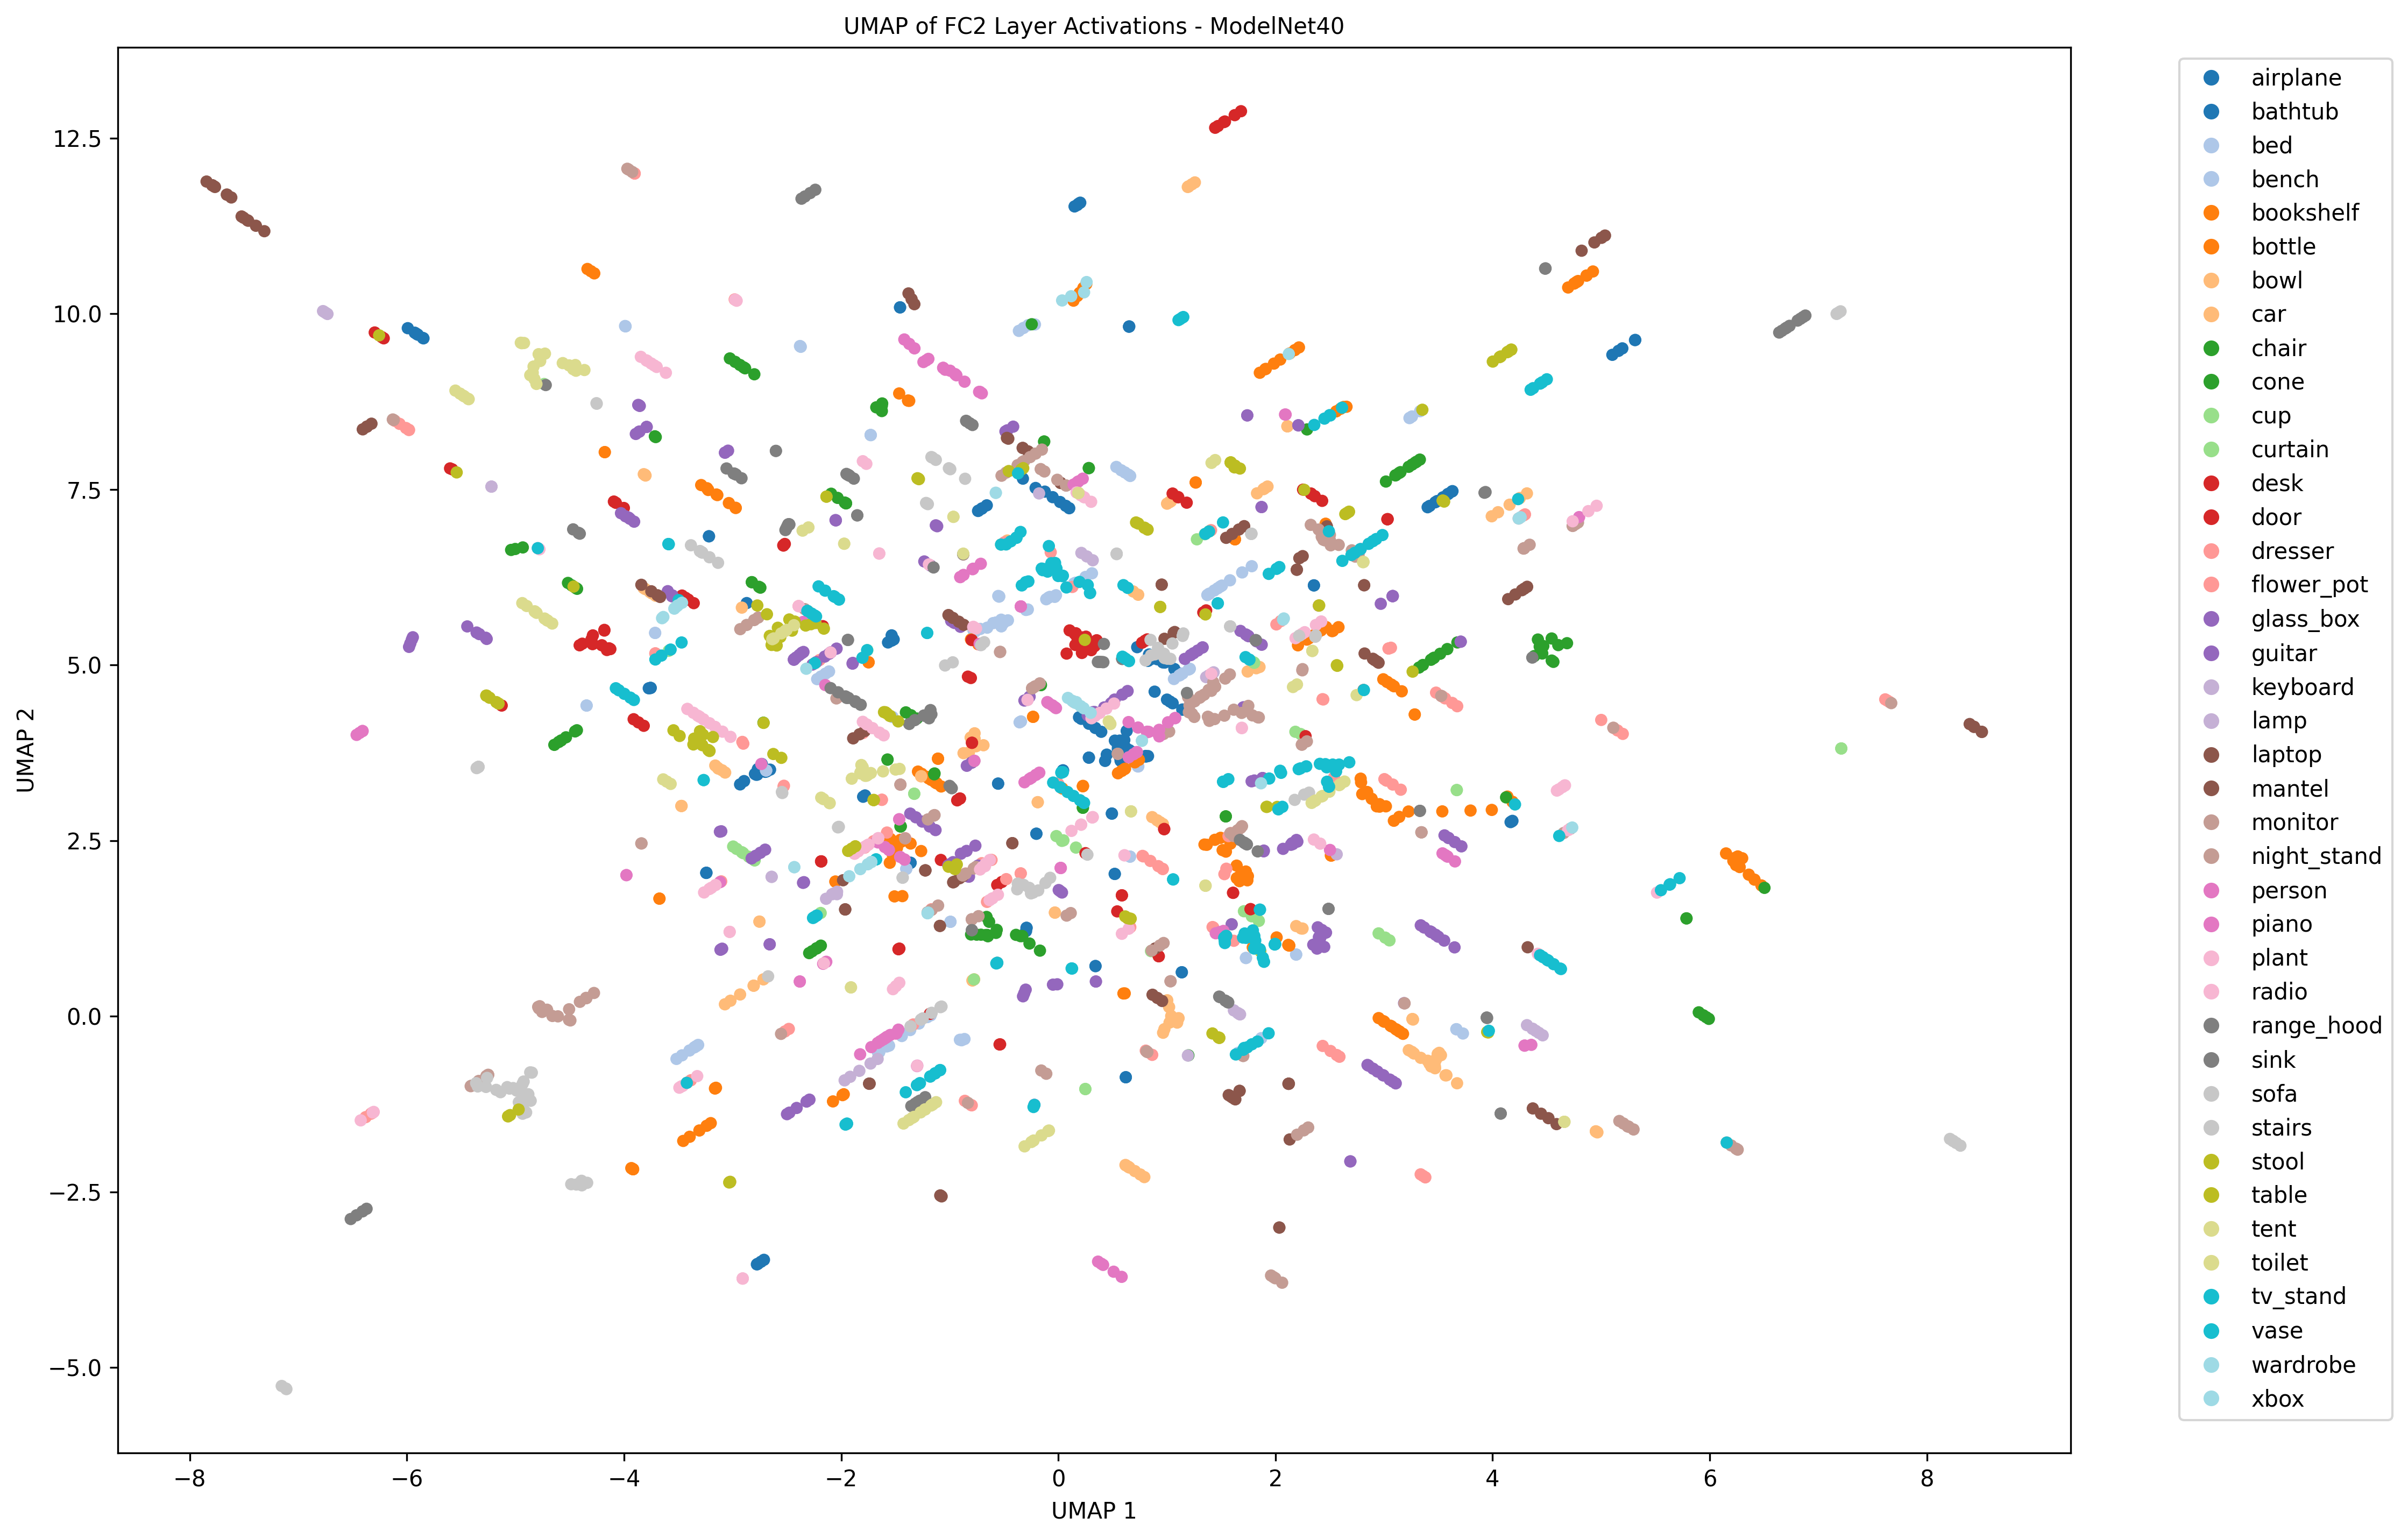 UMAP of FC2 Layer Activations - ModelNet40
12.5
10.0
7.5
5.0
2.5
0.0
−2.5
−5.0
UMAP 2
−8
−6
−4
−2
0
2
4
6
8
UMAP 1
airplane
bathtub
bed
bench
bookshelf
bottle
bowl
car
chair
cone
cup
curtain
desk
door
dresser
flower_pot
glass_box
guitar
keyboard
lamp
laptop
mantel
monitor
night_stand
person
piano
plant
radio
range_hood
sink
sofa
stairs
stool
table
tent
toilet
tv_stand
vase
wardrobe
xbox